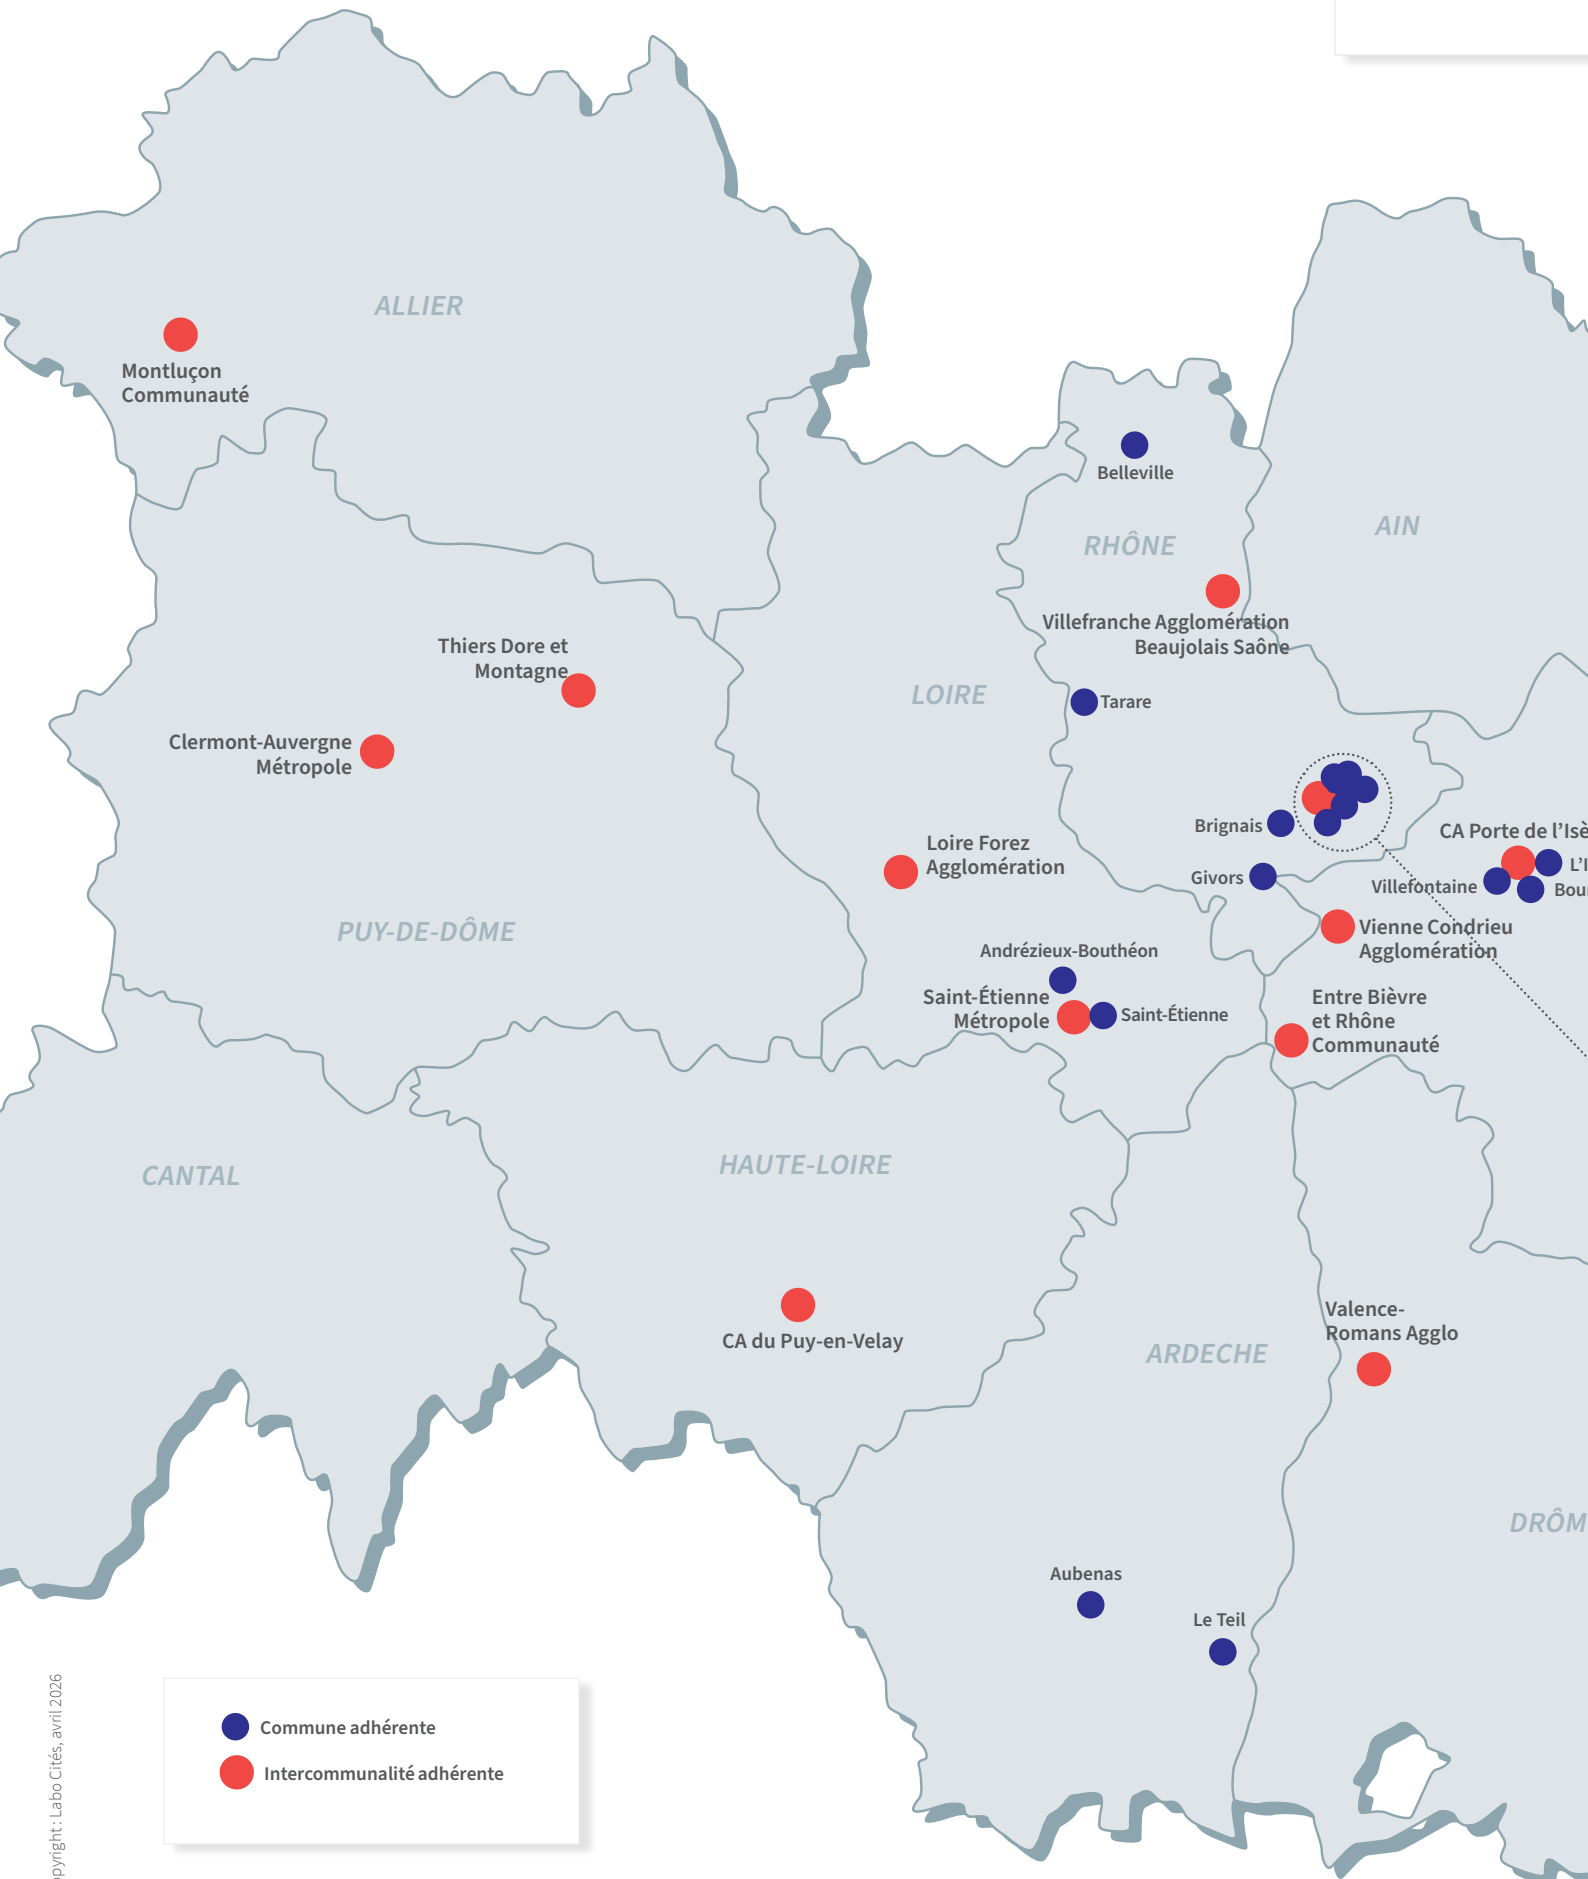 ALLIER
Montluçon
Communauté
Belleville
AIN
RHÔNE
Villefranche Agglomération
Beaujolais Saône
Thiers Dore et
Montagne
LOIRE
Tarare
Clermont-Auvergne
Métropole
Brignais
CA Porte de l’Isè
Loire Forez
Agglomération
L’I
Givors
Villefontaine
Bour
PUY-DE-DÔME
Vienne Condrieu
Agglomération
Andrézieux-Bouthéon
Saint-Étienne
Métropole
Saint-Étienne
Entre Bièvre
et Rhône
Communauté
CANTAL
HAUTE-LOIRE
CA du Puy-en-Velay
Valence-
Romans Agglo
ARDECHE
DRÔM
Aubenas
Le Teil
Commune adhérente
Intercommunalité adhérente
opyright : Labo Cités, avril 2026